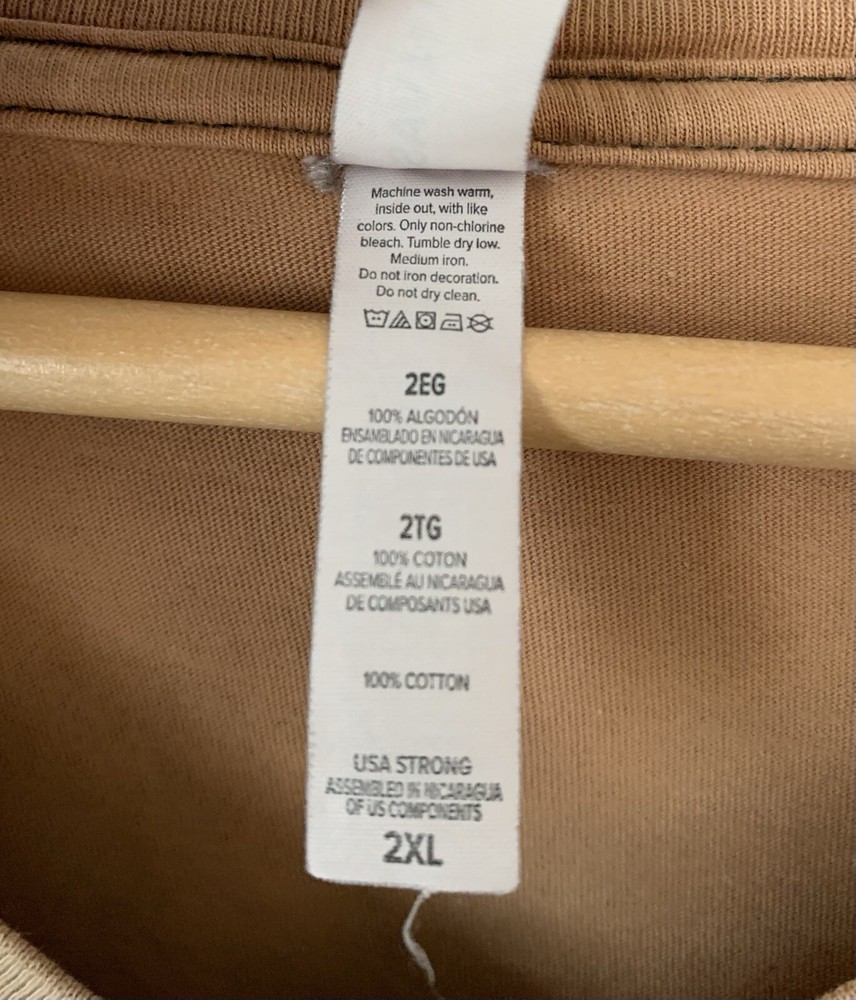 Machine wash warm,
inside out, with like
colors. Only non-chlorine
bleach. Tumble dry low.
Medium iron.
Do not iron decoration.
Do not dry clean.
2EG
100% ALGODÓN
ENSAMBLADO EN NICARAGUA
DE COMPONENTES DE USA
2TG
100% COTON
ASSEMBLÉ AU NICARAGUA
DE COMPOSANTS USA
100% COTTON
USA STRONG
ASSEMBLED IN NICARAGUA
OF US COMPONENTS
2XL